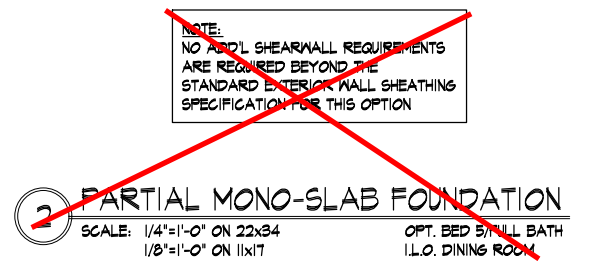 NOTE:
NO ADD'L SHEARWALL REQUIREMENTS
ARE REQUIRED BEYOND THE
STANDARD EXTERIOR WALL SHEATHING
SPECIFICATION FOR THIS OPTION
2 PARTIAL MONO-SLAB FOUNDATION
SCALE: 1/4"=1'-0" ON 22x34 OPT. BED 5/FULL BATH
1/8"=1'-0" ON 11x17 I.L.O. DINING ROOM